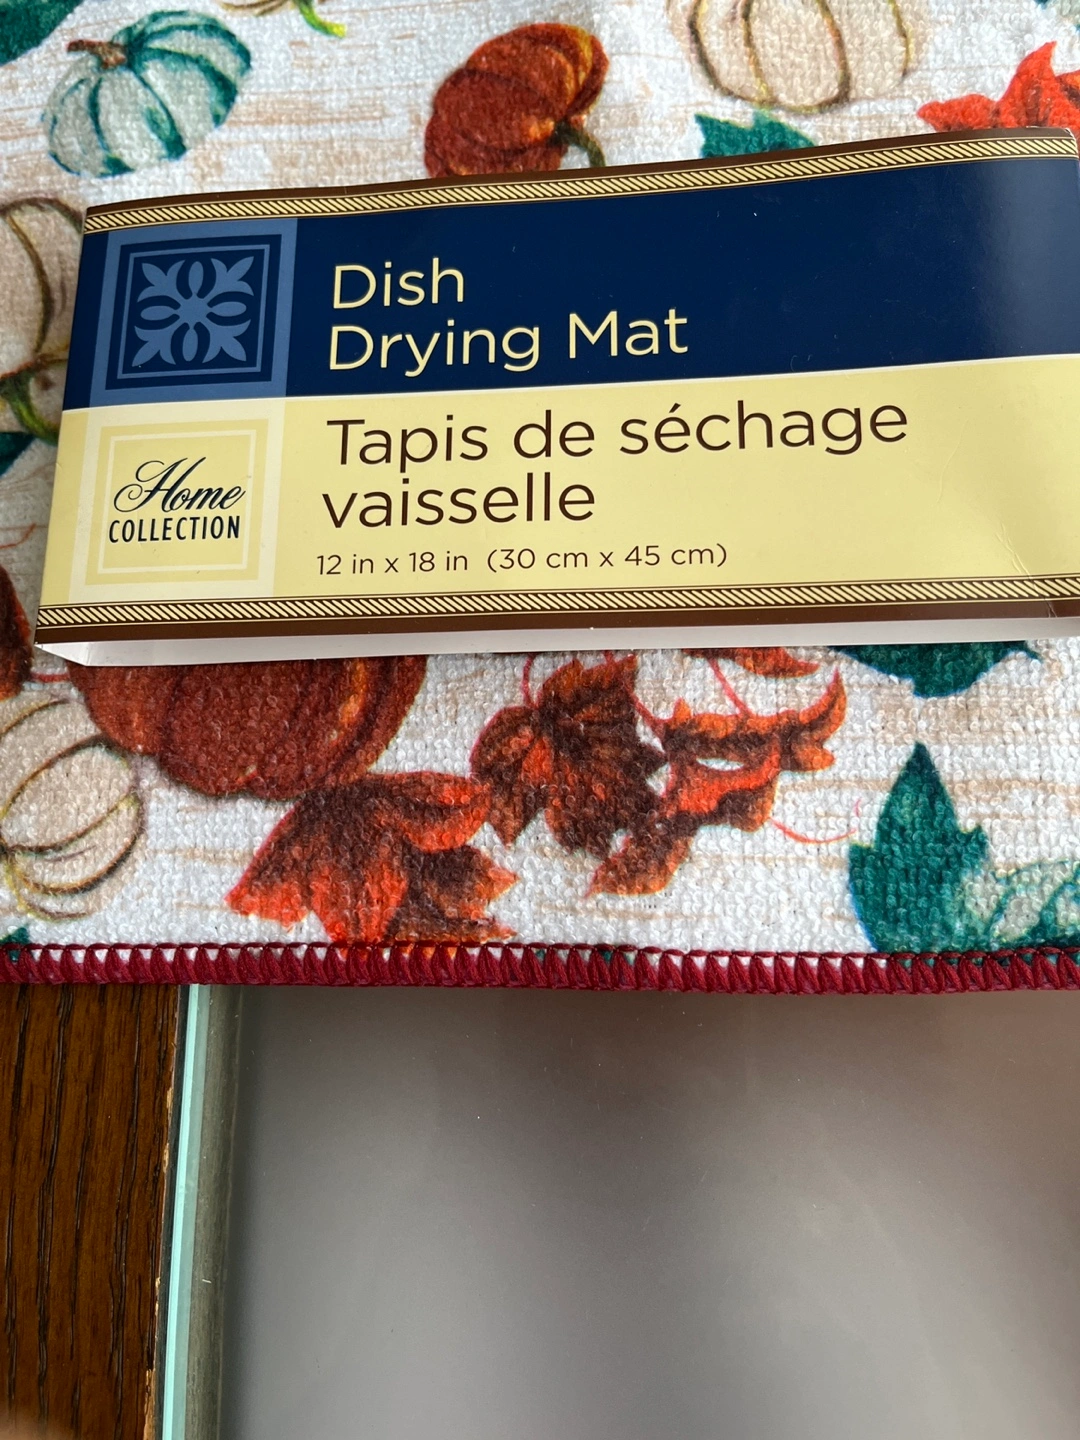 Dish
Drying Mat
Tapis de séchage
vaisselle
12 in x 18 in (30 cm x 45 cm)
Home
COLLECTION